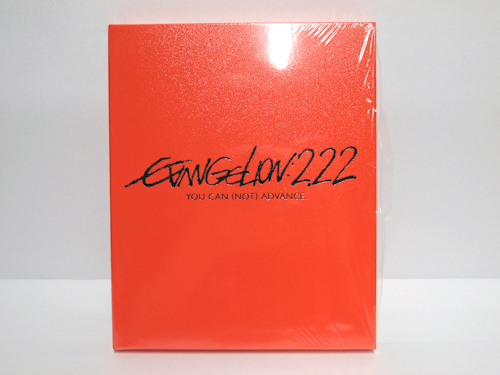 EVANGELION:2.22
YOU CAN (NOT) ADVANCE